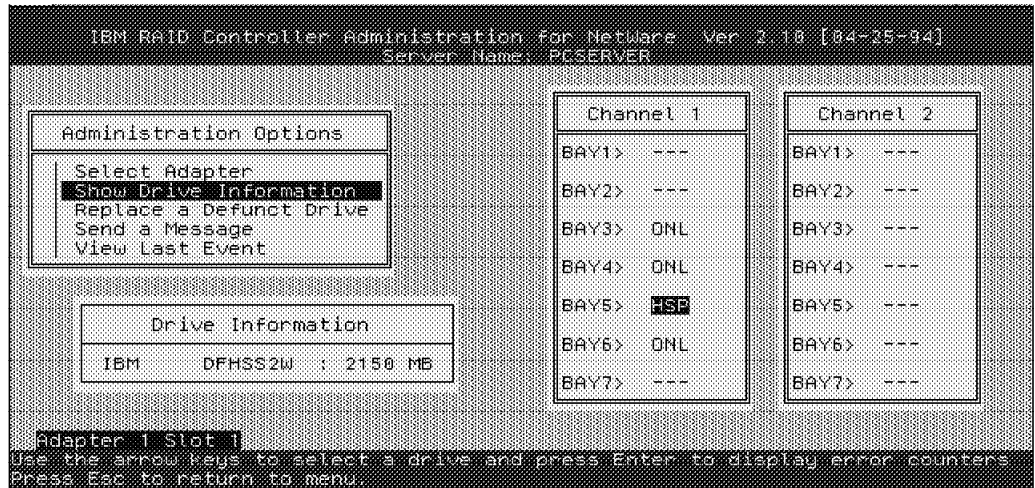 IBM RAID Controller Administration for NetWare Ver 2.10 [04-25-94]
Server Name: PCSERVER
Administration Options
Select Adapter
Show Drive Information
Replace a Defunct Drive
Send a Message
View Last Event
Drive Information
IBM DFHSS2W : 2150 MB
Channel 1
BAY1> ---
BAY2> ---
BAY3> ONL
BAY4> ONL
BAY5> HSP
BAY6> ONL
BAY7> ---
Channel 2
BAY1> ---
BAY2> ---
BAY3> ---
BAY4> ---
BAY5> ---
BAY6> ---
BAY7> ---
Adapter 1 Slot 1
Use the arrow keys to select a drive and press Enter to display error counters
Press Esc to return to menu.